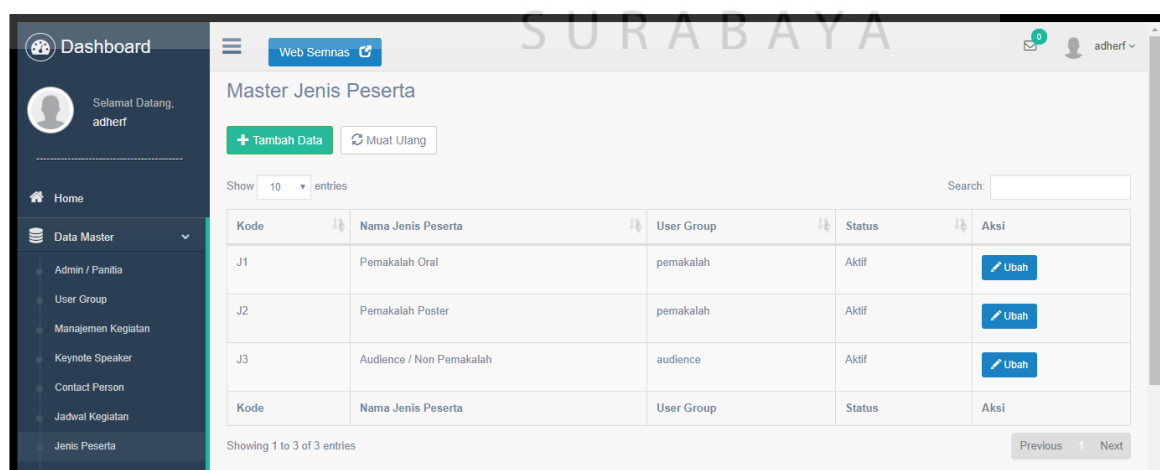 SURABAYA
Dashboard
Web Semnas
0
adherf
Selamat Datang,
adherf
Home
Data Master
Admin / Panitia
User Group
Manajemen Kegiatan
Keynote Speaker
Contact Person
Jadwal Kegiatan
Jenis Peserta
Master Jenis Peserta
Tambah Data Muat Ulang
Show 10 entries Search:
Kode Nama Jenis Peserta User Group Status Aksi
J1 Pemakalah Oral pemakalah Aktif Ubah
J2 Pemakalah Poster pemakalah Aktif Ubah
J3 Audience / Non Pemakalah audience Aktif Ubah
Kode Nama Jenis Peserta User Group Status Aksi
Showing 1 to 3 of 3 entries Previous 1 Next